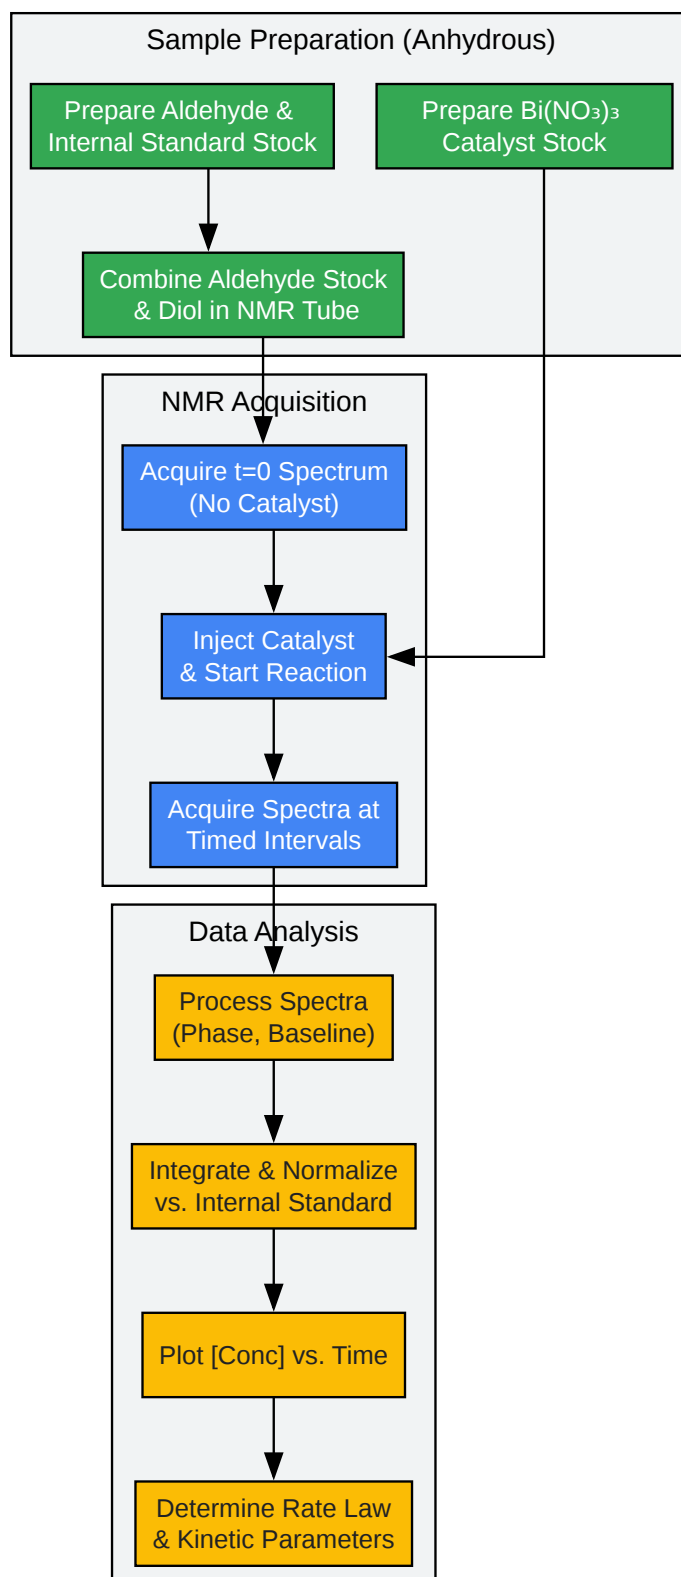 Sample Preparation (Anhydrous)
Prepare Aldehyde &
Internal Standard Stock
Prepare Bi(NO₃)₃
Catalyst Stock
Combine Aldehyde Stock
& Diol in NMR Tube
NMR Acquisition
Acquire t=0 Spectrum
(No Catalyst)
Inject Catalyst
& Start Reaction
Acquire Spectra at
Timed Intervals
Data Analysis
Process Spectra
(Phase, Baseline)
Integrate & Normalize
vs. Internal Standard
Plot [Conc] vs. Time
Determine Rate Law
& Kinetic Parameters